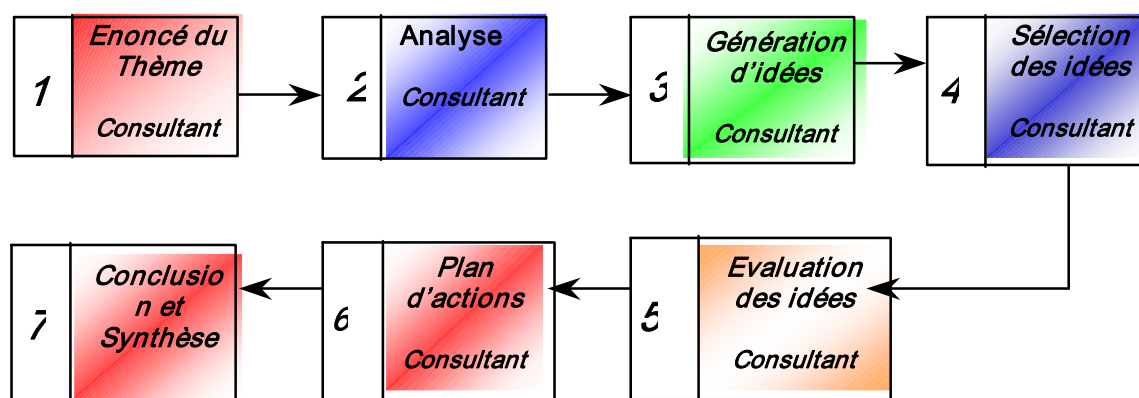 1
Enoncé du
Thème
Consultant
2
Analyse
Consultant
3
Génération
d'idées
Consultant
4
Sélection
des idées
Consultant
5
Evaluation
des idées
Consultant
6
Plan
d'actions
Consultant
7
Conclusio
n et
Synthèse